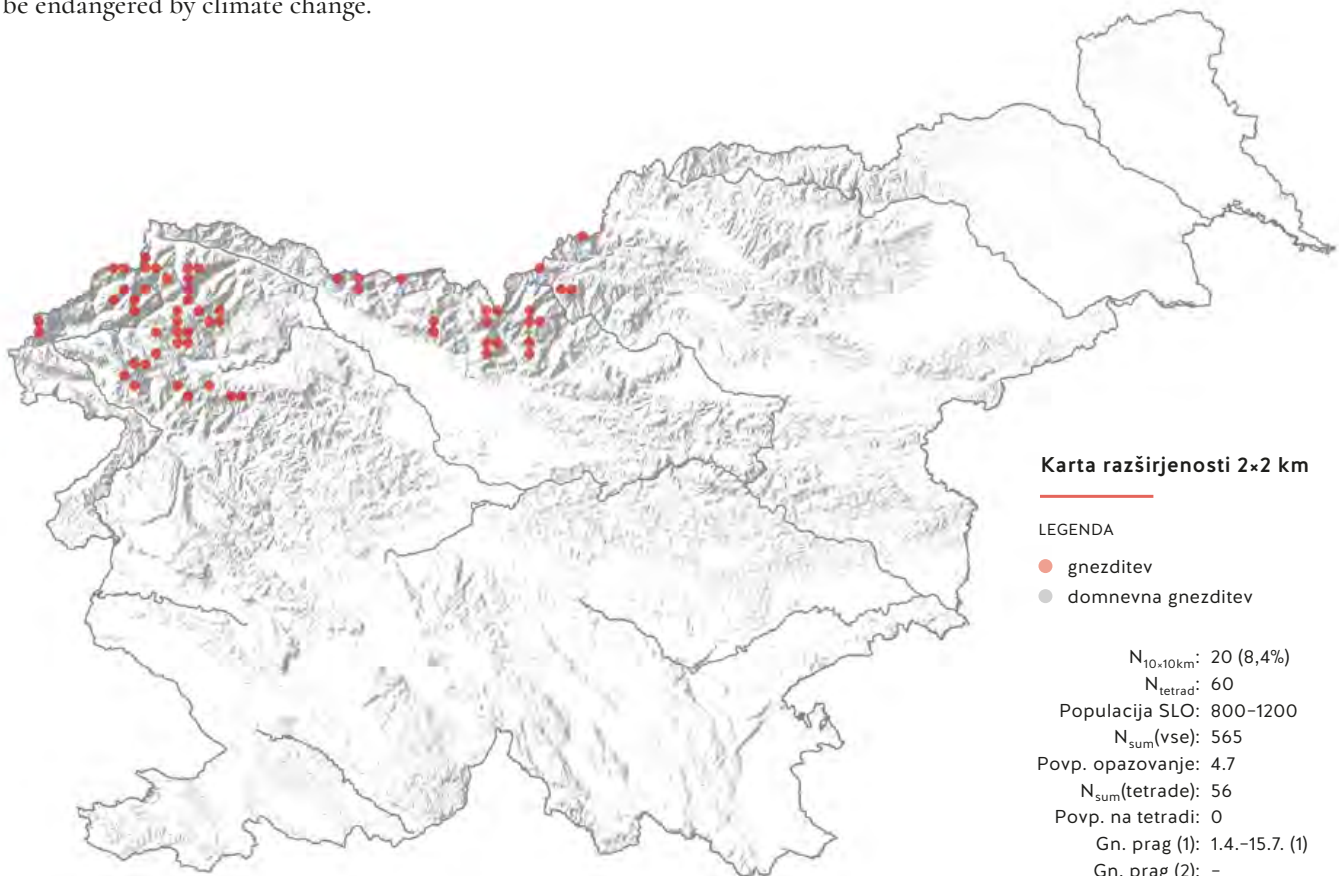 be endangered by climate change.
Karta razširjenosti 2×2 km
LEGENDA
gnezditev
domnevna gnezditev
N10×10km: 20 (8,4%)
Ntetrad: 60
Populacija SLO: 800–1200
Nsum(vse): 565
Povp. opazovanje: 4.7
Nsum(tetrade): 56
Povp. na tetradi: 0
Gn. prag (1): 1.4.–15.7. (1)
Gn. prag (2): –